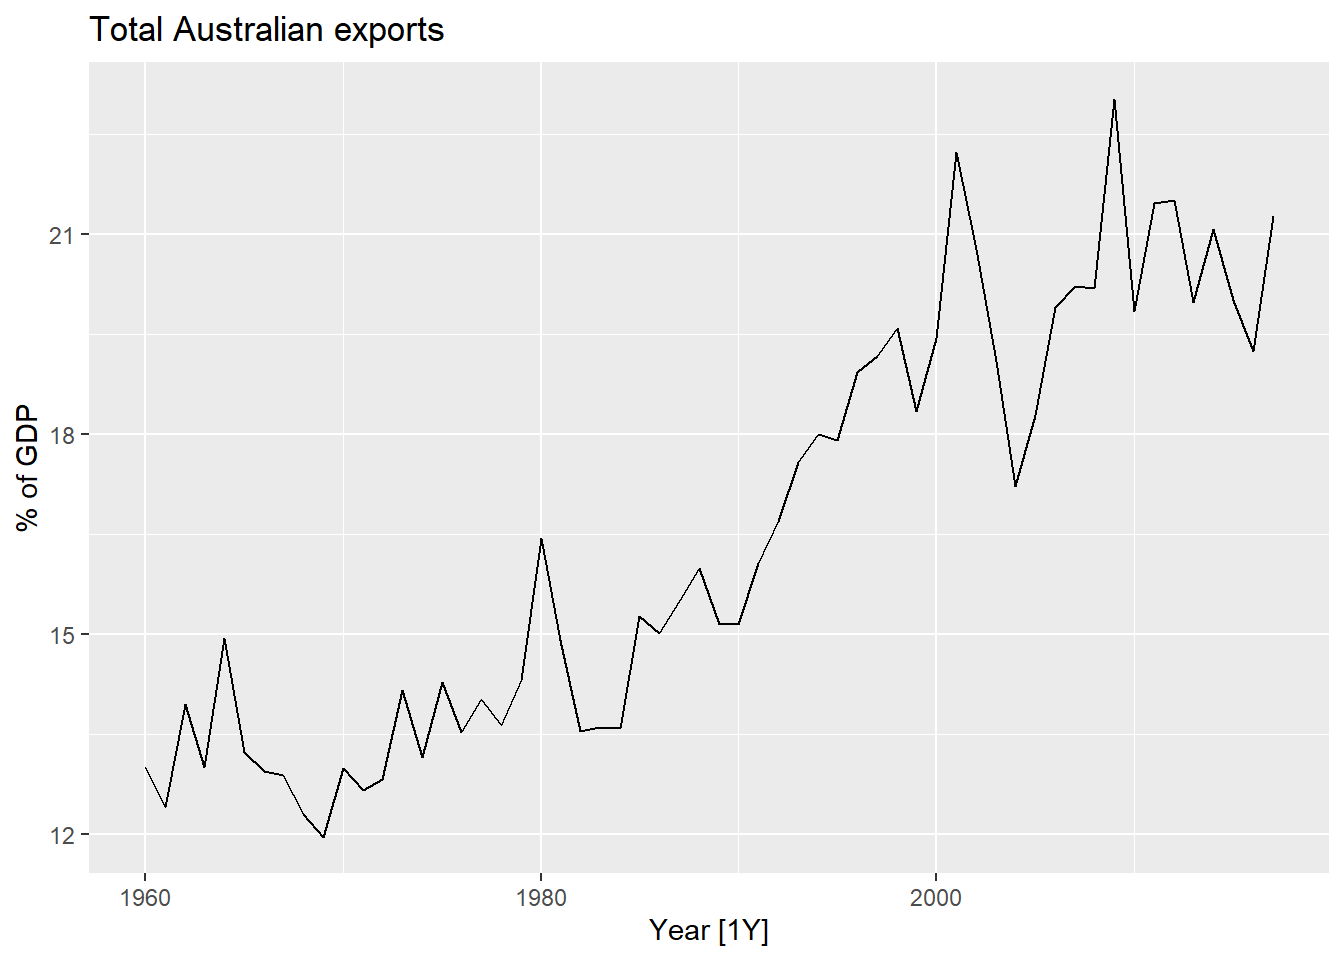 Total Australian exports
21
18
15
12
% of GDP
1960 1980 2000
Year [1Y]